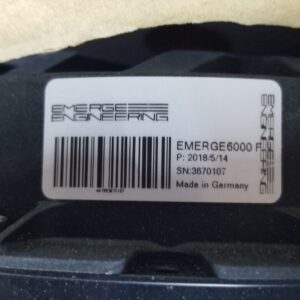 EMERGE
ENGINEERING
EMERGE6000 F
P: 2018/5/14
SN:3670107
Made in Germany
EMERGE
ENGINEERING